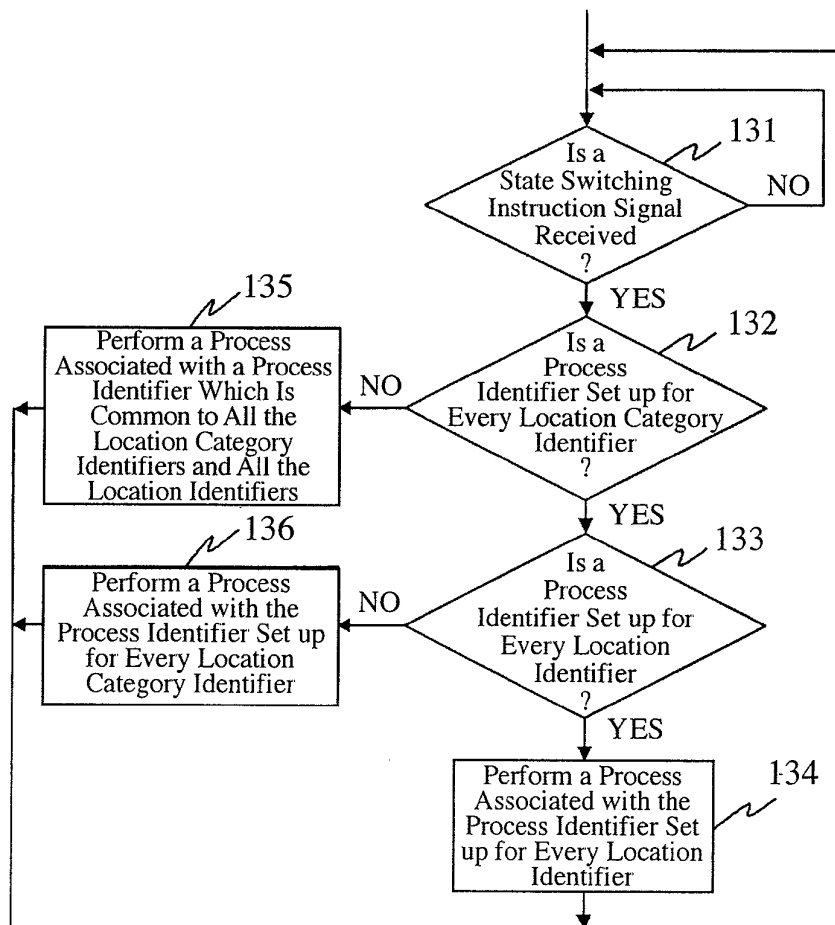 131
Is a
State Switching
Instruction Signal
Received
?
NO
YES
135
Perform a Process
Associated with a Process
Identifier Which Is
Common to All the
Location Category
Identifiers and All the
Location Identifiers
NO
132
Is a
Process
Identifier Set up for
Every Location Category
Identifier
?
YES
136
Perform a Process
Associated with the
Process Identifier Set up
for Every Location
Category Identifier
NO
133
Is a
Process
Identifier Set up for
Every Location
Identifier
?
YES
134
Perform a Process
Associated with the
Process Identifier Set
up for Every Location
Identifier